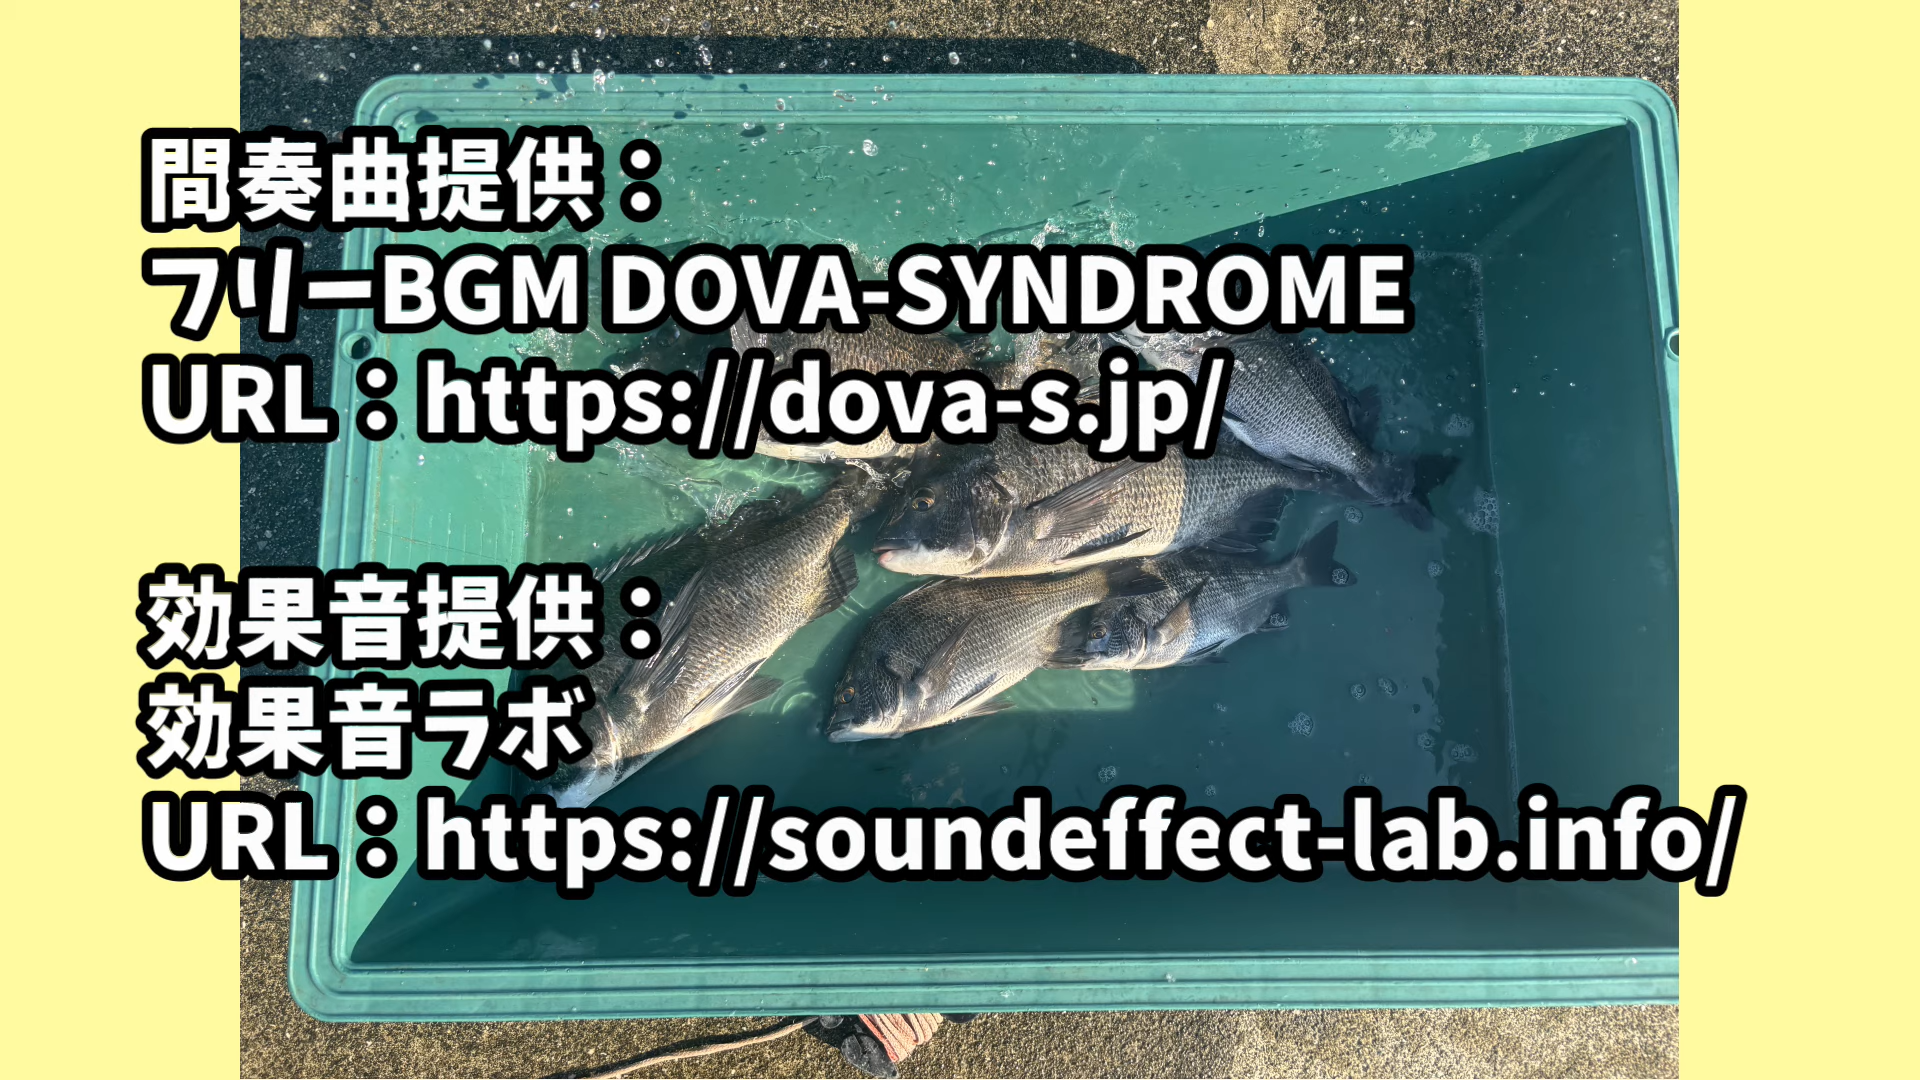 間奏曲提供：
フリーBGM DOVA-SYNDROME
URL：https://dova-s.jp/
効果音提供：
効果音ラボ
URL：https://soundeffect-lab.info/